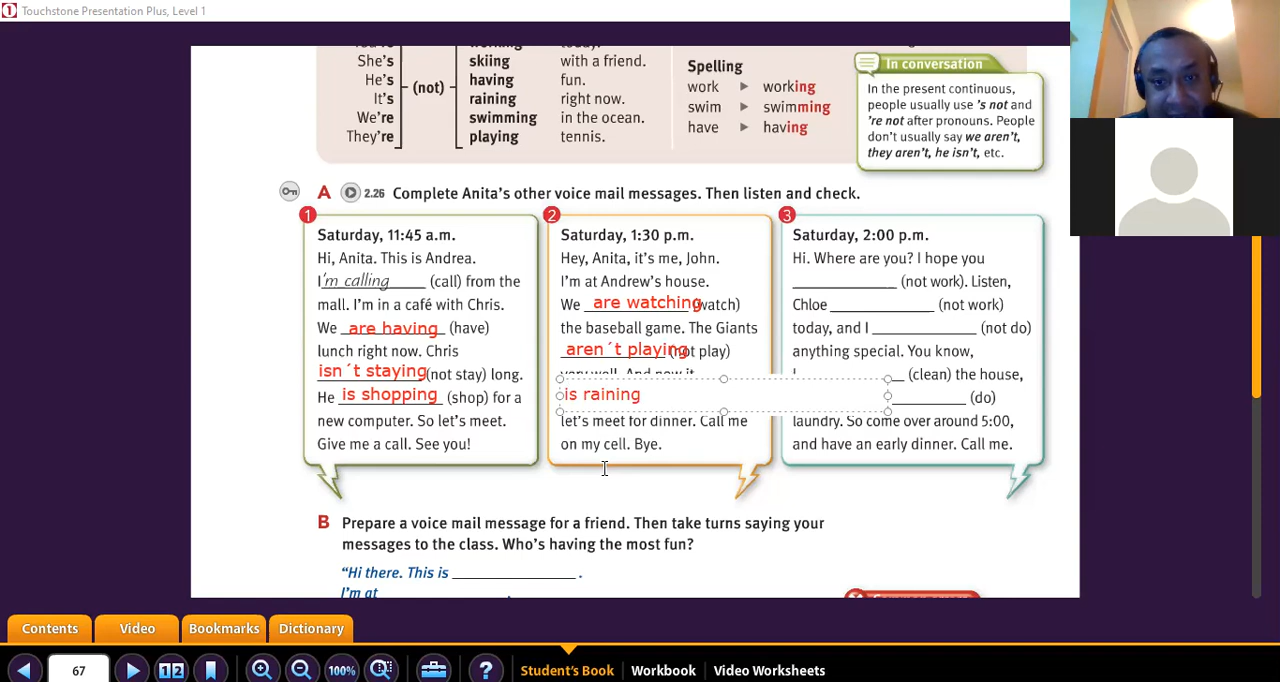 Touchstone Presentation Plus, Level 1
She's
He's
It's
We're
They're
(not)
skiing
having
raining
swimming
playing
with a friend.
fun.
right now.
in the ocean.
tennis.
Spelling
work ▶ working
swim ▶ swimming
have ▶ having
In conversation
In the present continuous,
people usually use 's not and
're not after pronouns. People
don't usually say we aren't,
they aren't, he isn't, etc.
A 2.26 Complete Anita's other voice mail messages. Then listen and check.
1
Saturday, 11:45 a.m.
Hi, Anita. This is Andrea.
I 'm calling (call) from the
mall. I'm in a café with Chris.
We are having (have)
lunch right now. Chris
isn´t staying (not stay) long.
He is shopping (shop) for a
new computer. So let's meet.
Give me a call. See you!
2
Saturday, 1:30 p.m.
Hey, Anita, it's me, John.
I'm at Andrew's house.
We are watching (watch)
the baseball game. The Giants
aren´t playing (not play)
very well. And now it
is raining
let's meet for dinner. Call me
on my cell. Bye.
3
Saturday, 2:00 p.m.
Hi. Where are you? I hope you
____________ (not work). Listen,
Chloe ____________ (not work)
today, and I ____________ (not do)
anything special. You know,
I ____________ (clean) the house,
____________ (do)
laundry. So come over around 5:00,
and have an early dinner. Call me.
B Prepare a voice mail message for a friend. Then take turns saying your
messages to the class. Who's having the most fun?
"Hi there. This is ______________ .
I'm at
Contents
Video
Bookmarks
Dictionary
67
12
100%
?
Student's Book
Workbook
Video Worksheets